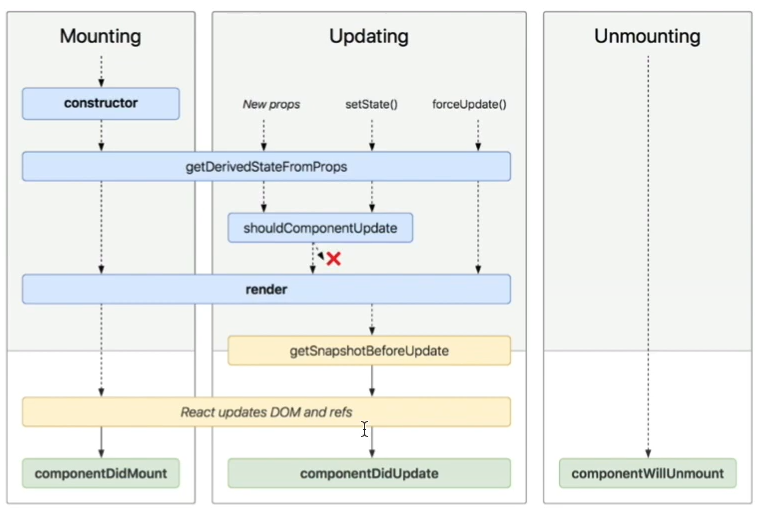 Mounting
Updating
Unmounting
constructor
New props
setState()
forceUpdate()
getDerivedStateFromProps
shouldComponentUpdate
render
getSnapshotBeforeUpdate
React updates DOM and refs
componentDidMount
componentDidUpdate
componentWillUnmount